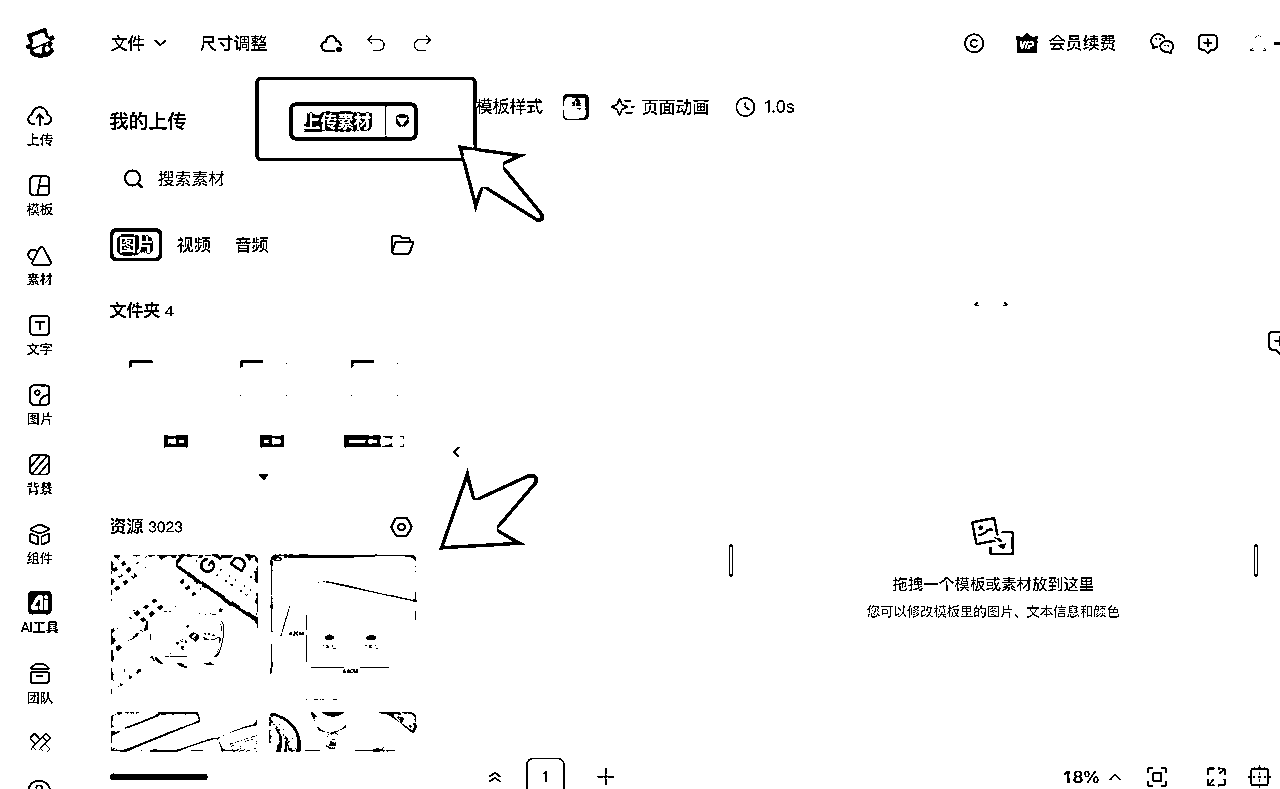 文件 尺寸调整
VIP 会员续费
我的上传 上传素材
模板样式 页面动画 1.0s
搜索素材
图片 视频 音频
文件夹 4
资源 3023
上传
模板
素材
文字
图片
背景
组件
AI工具
团队
拖拽一个模板或素材放到这里
您可以修改模板里的图片、文本信息和颜色
1
18%